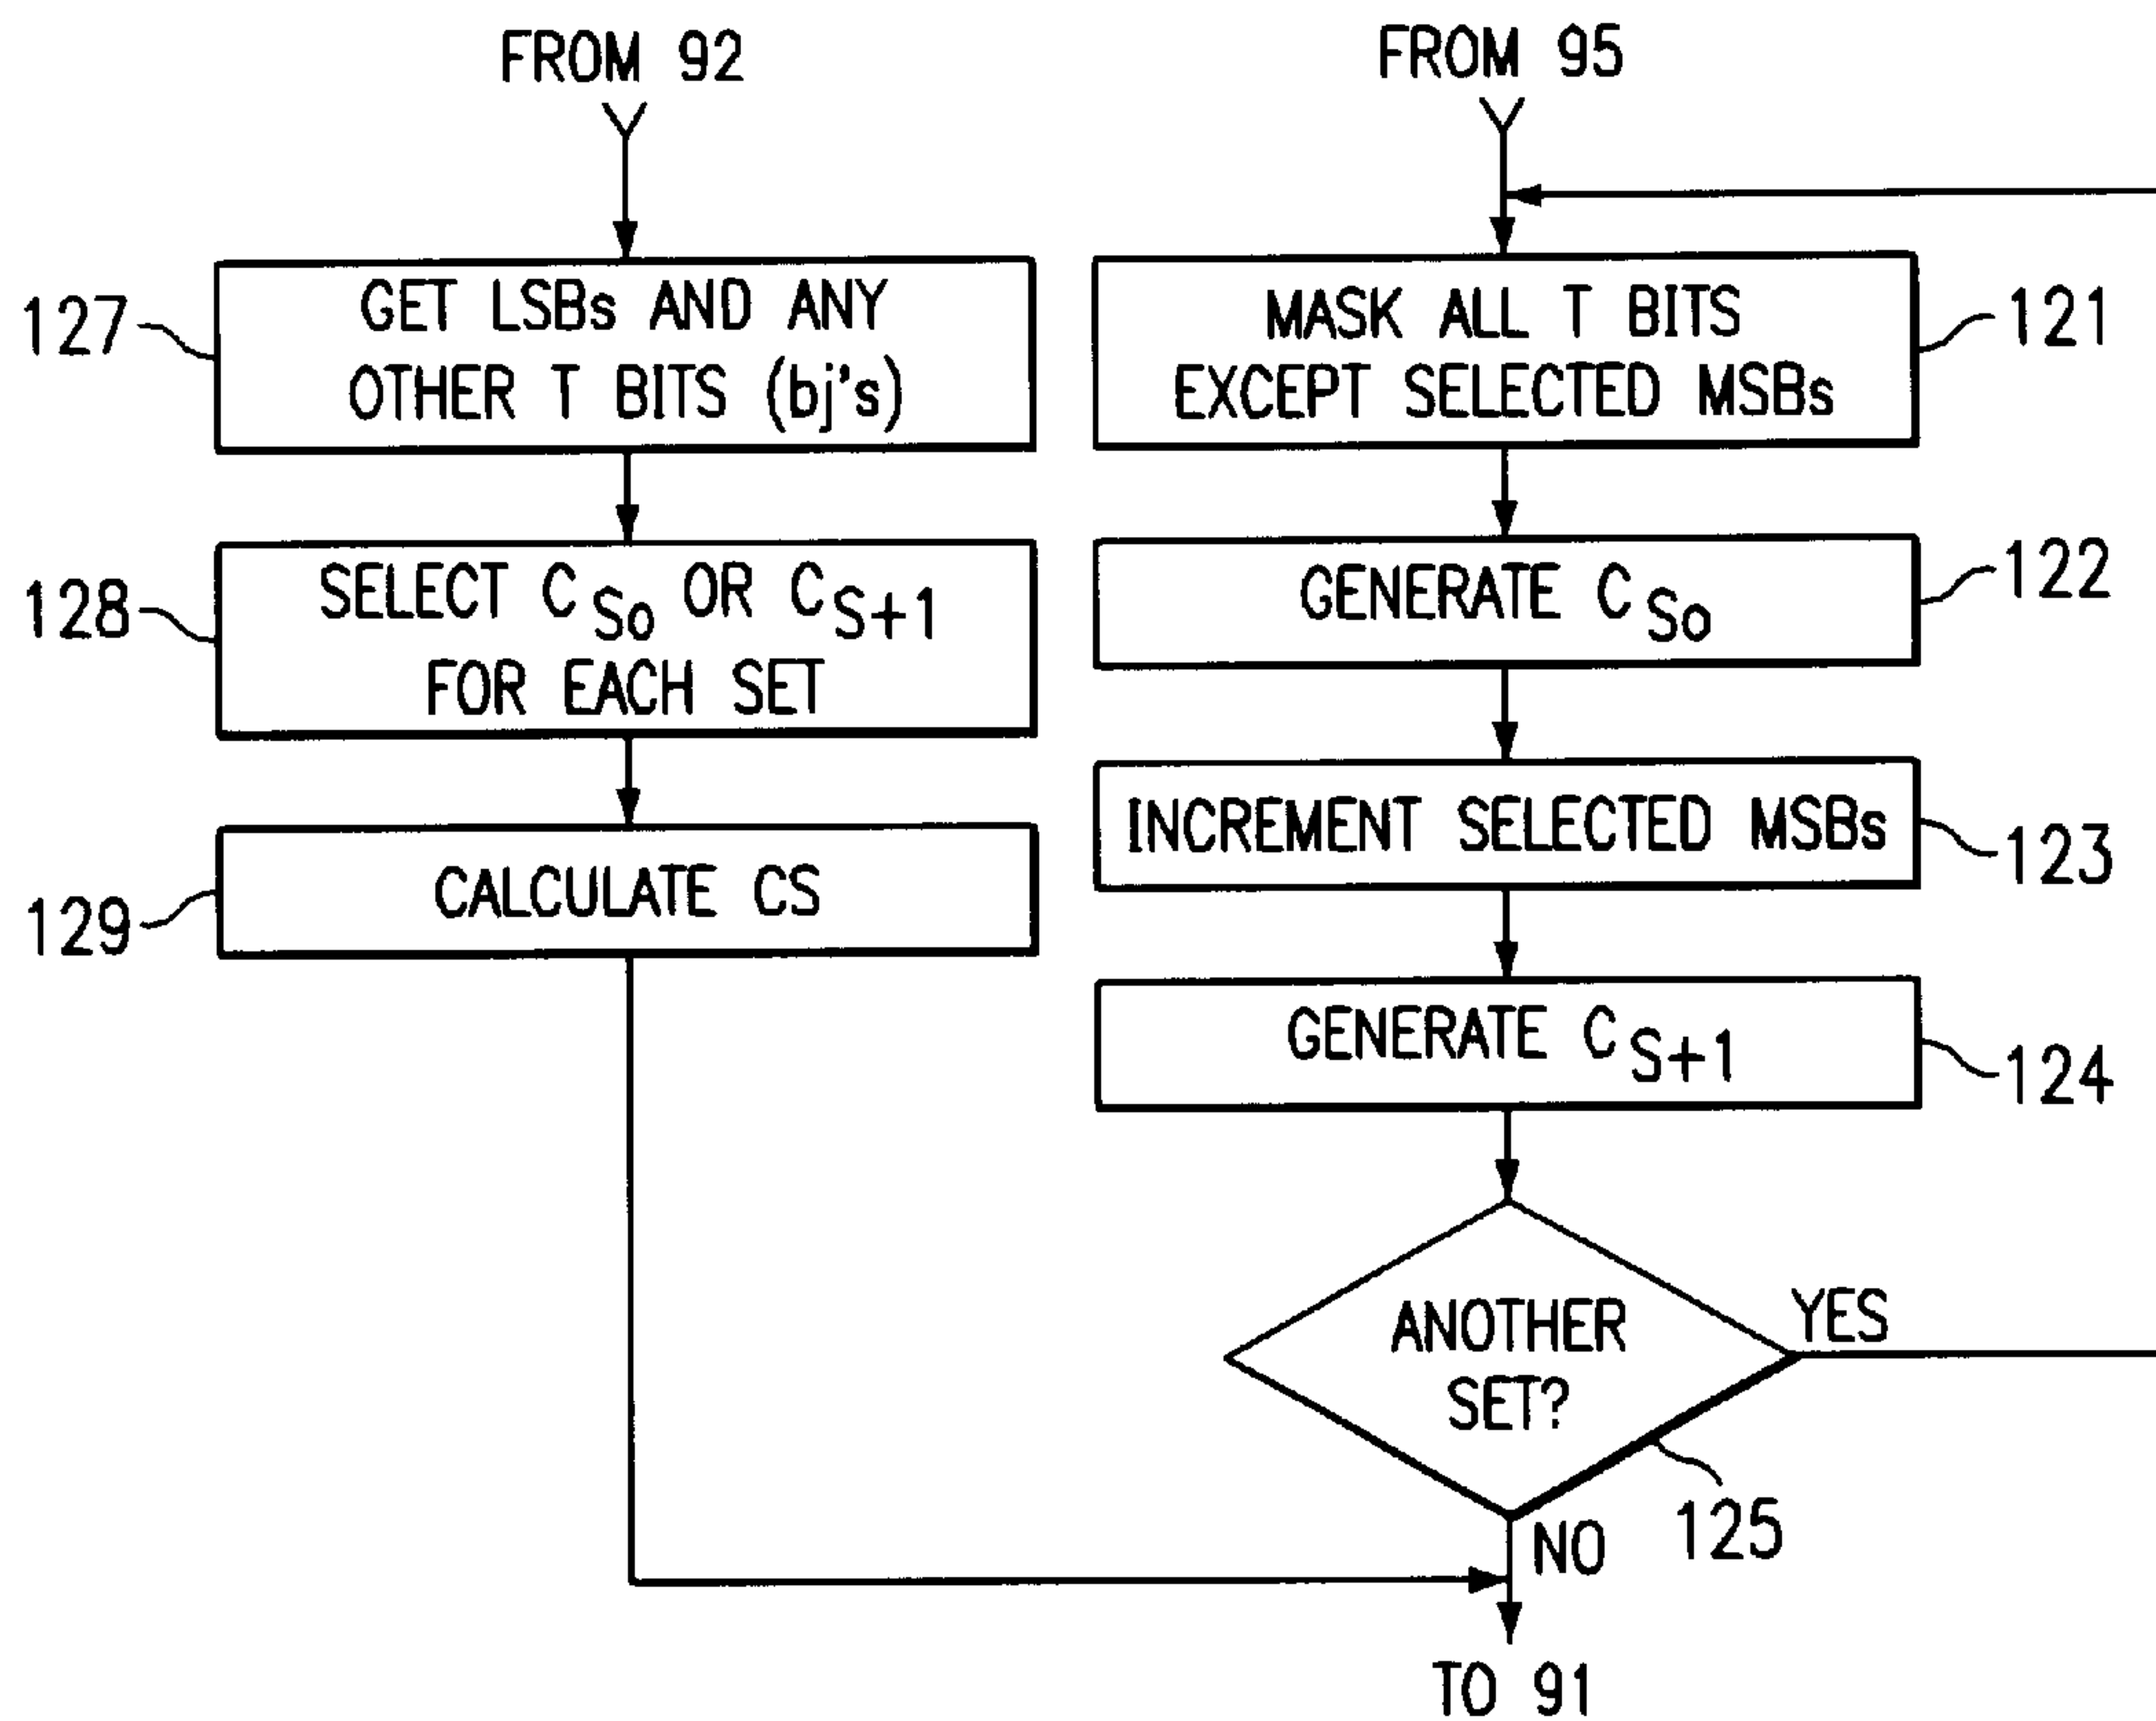 FROM 92
GET LSBs AND ANY
OTHER T BITS (bj's)
127
SELECT C So OR C S+1
FOR EACH SET
128
CALCULATE CS
129
FROM 95
MASK ALL T BITS
EXCEPT SELECTED MSBs
121
GENERATE C So
122
INCREMENT SELECTED MSBs
123
GENERATE C S+1
124
ANOTHER
SET?
YES
125
NO
TO 91